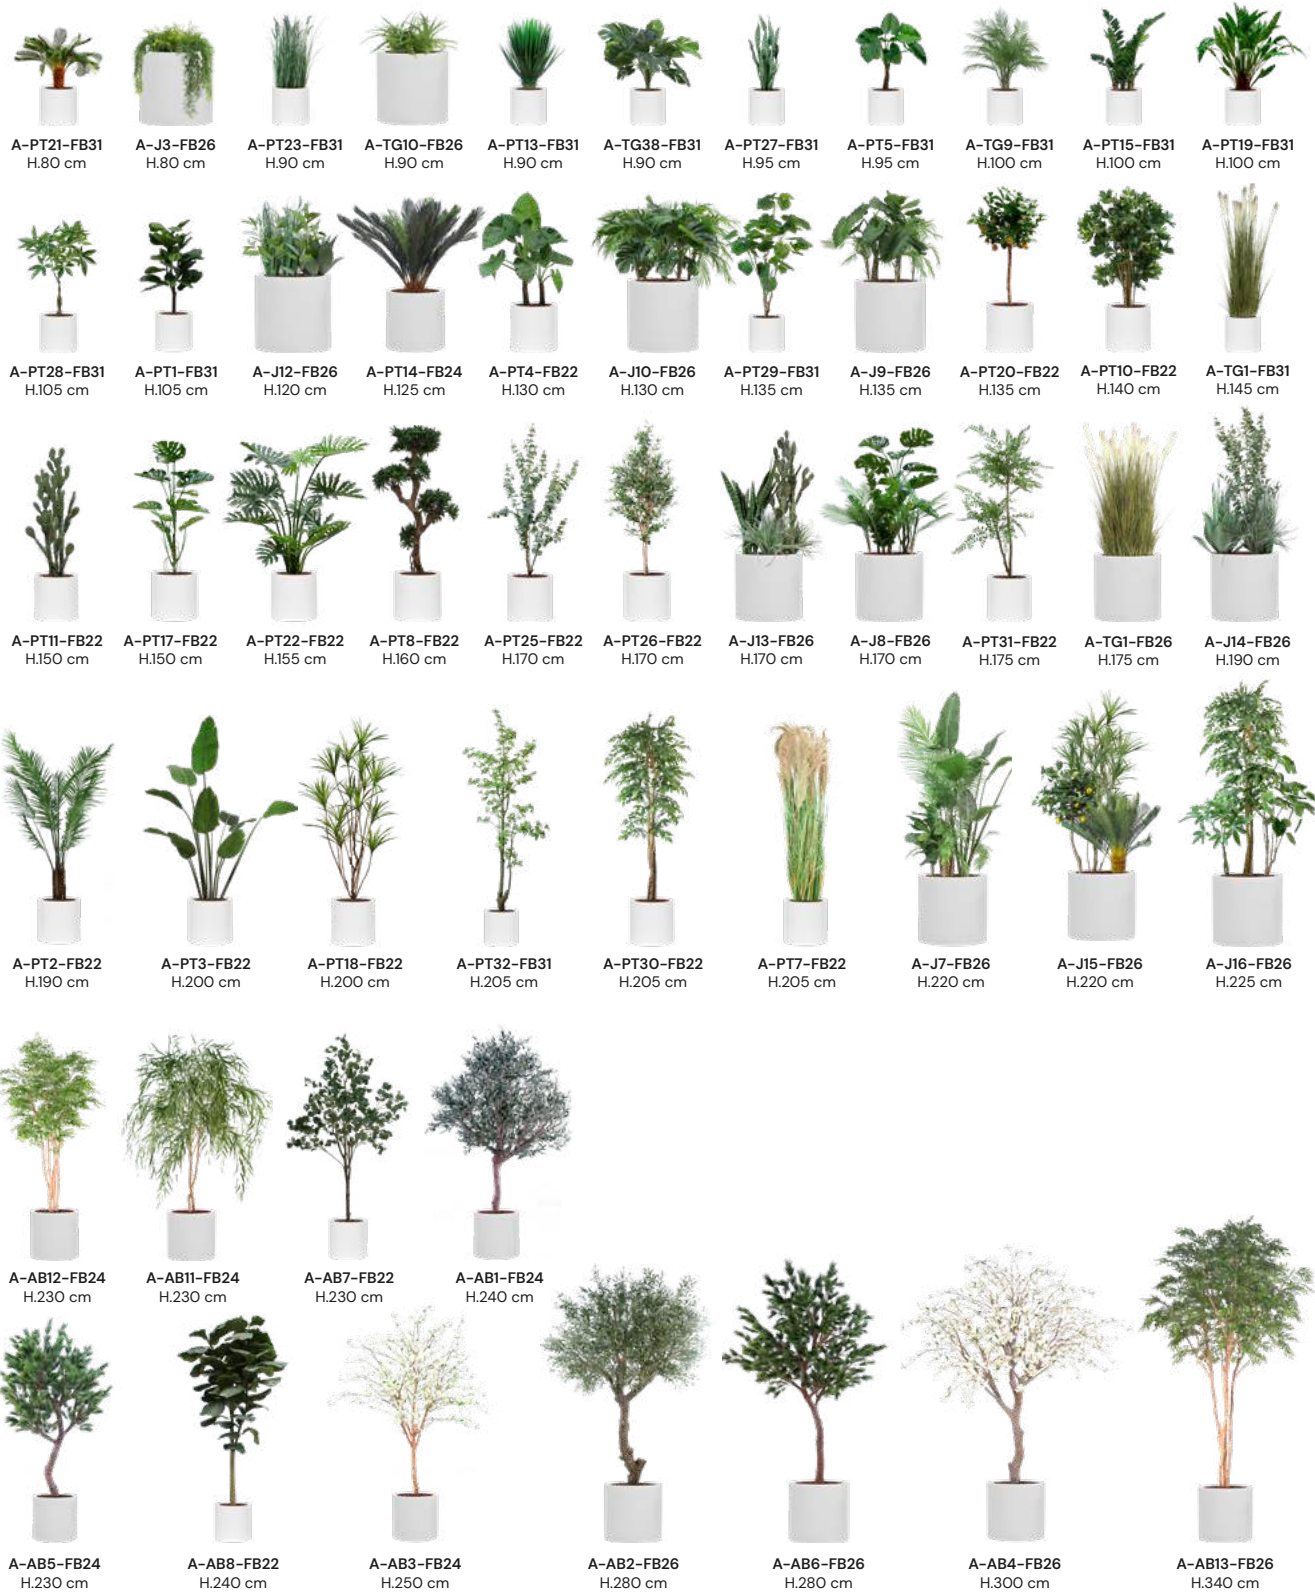 A-PT21-FB31 A-J3-FB26 A-PT23-FB31 A-TG10-FB26 A-PT13-FB31 A-TG38-FB31 A-PT27-FB31 A-PT5-FB31 A-TG9-FB31 A-PT15-FB31 A-PT19-FB31
H.80 cm H.80 cm H.90 cm H.90 cm H.90 cm H.90 cm H.95 cm H.95 cm H.100 cm H.100 cm H.100 cm
A-PT28-FB31 A-PT1-FB31 A-J12-FB26 A-PT14-FB24 A-PT4-FB22 A-J10-FB26 A-PT29-FB31 A-J9-FB26 A-PT20-FB22 A-PT10-FB22 A-TG1-FB31
H.105 cm H.105 cm H.120 cm H.125 cm H.130 cm H.130 cm H.135 cm H.135 cm H.135 cm H.140 cm H.145 cm
A-PT11-FB22 A-PT17-FB22 A-PT22-FB22 A-PT8-FB22 A-PT25-FB22 A-PT26-FB22 A-J13-FB26 A-J8-FB26 A-PT31-FB22 A-TG1-FB26 A-J14-FB26
H.150 cm H.150 cm H.155 cm H.160 cm H.170 cm H.170 cm H.170 cm H.170 cm H.175 cm H.175 cm H.190 cm
A-PT2-FB22 A-PT3-FB22 A-PT18-FB22 A-PT32-FB31 A-PT30-FB22 A-PT7-FB22 A-J7-FB26 A-J15-FB26 A-J16-FB26
H.190 cm H.200 cm H.200 cm H.205 cm H.205 cm H.205 cm H.220 cm H.220 cm H.225 cm
A-AB12-FB24 A-AB11-FB24 A-AB7-FB22 A-AB1-FB24
H.230 cm H.230 cm H.230 cm H.240 cm
A-AB5-FB24 A-AB8-FB22 A-AB3-FB24 A-AB2-FB26 A-AB6-FB26 A-AB4-FB26 A-AB13-FB26
H.230 cm H.240 cm H.250 cm H.280 cm H.280 cm H.300 cm H.340 cm